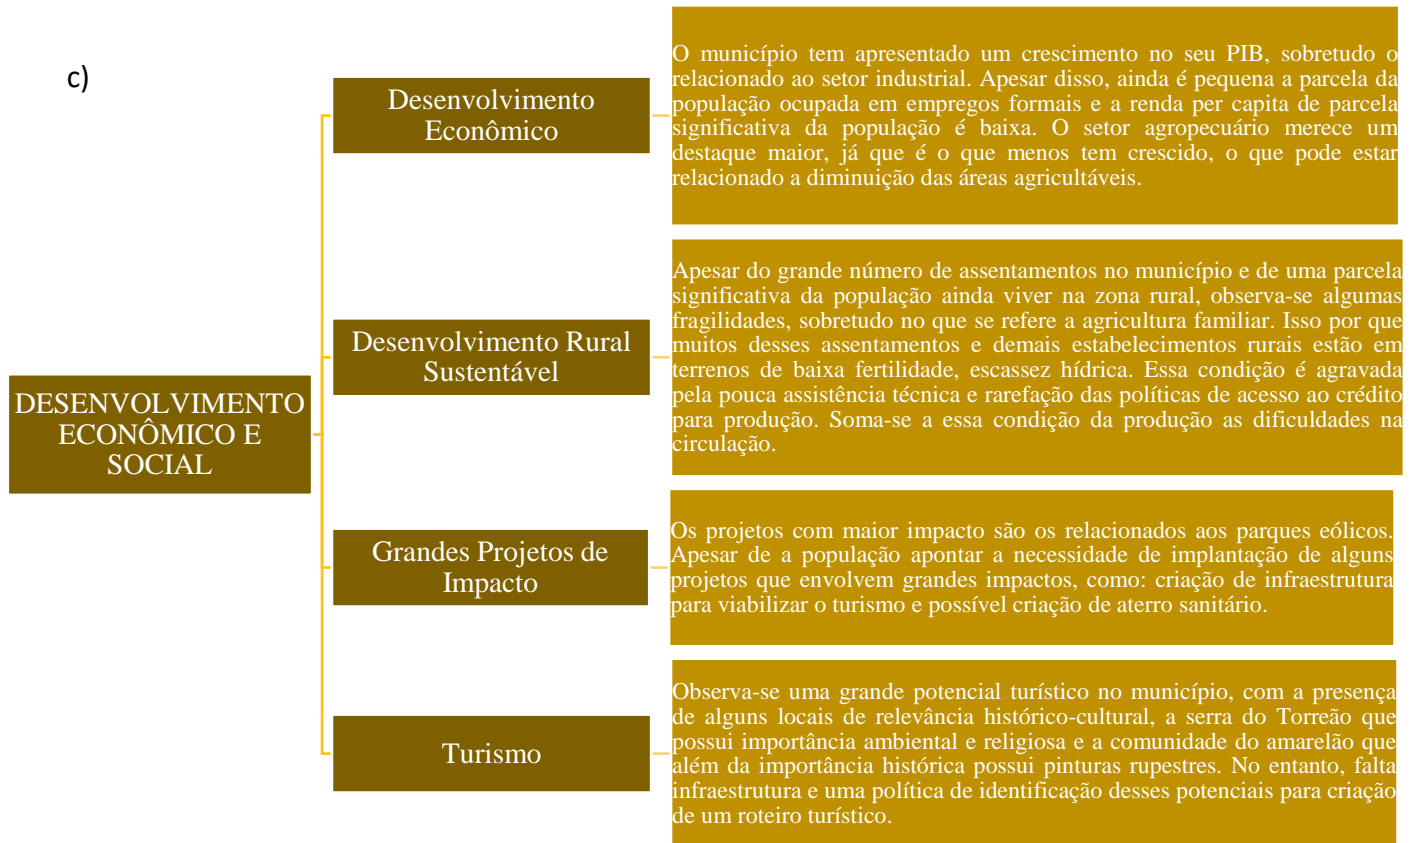 c)
DESENVOLVIMENTO
ECONÔMICO E
SOCIAL
Desenvolvimento
Econômico
O município tem apresentado um crescimento no seu PIB, sobretudo o
relacionado ao setor industrial. Apesar disso, ainda é pequena a parcela da
população ocupada em empregos formais e a renda per capita de parcela
significativa da população é baixa. O setor agropecuário merece um
destaque maior, já que é o que menos tem crescido, o que pode estar
relacionado a diminuição das áreas agricultáveis.
Desenvolvimento Rural
Sustentável
Apesar do grande número de assentamentos no município e de uma parcela
significativa da população ainda viver na zona rural, observa-se algumas
fragilidades, sobretudo no que se refere a agricultura familiar. Isso por que
muitos desses assentamentos e demais estabelecimentos rurais estão em
terrenos de baixa fertilidade, escassez hídrica. Essa condição é agravada
pela pouca assistência técnica e rarefação das políticas de acesso ao crédito
para produção. Soma-se a essa condição da produção as dificuldades na
circulação.
Grandes Projetos de
Impacto
Os projetos com maior impacto são os relacionados aos parques eólicos.
Apesar de a população apontar a necessidade de implantação de alguns
projetos que envolvem grandes impactos, como: criação de infraestrutura
para viabilizar o turismo e possível criação de aterro sanitário.
Turismo
Observa-se uma grande potencial turístico no município, com a presença
de alguns locais de relevância histórico-cultural, a serra do Torreão que
possui importância ambiental e religiosa e a comunidade do amarelão que
além da importância histórica possui pinturas rupestres. No entanto, falta
infraestrutura e uma política de identificação desses potenciais para criação
de um roteiro turístico.